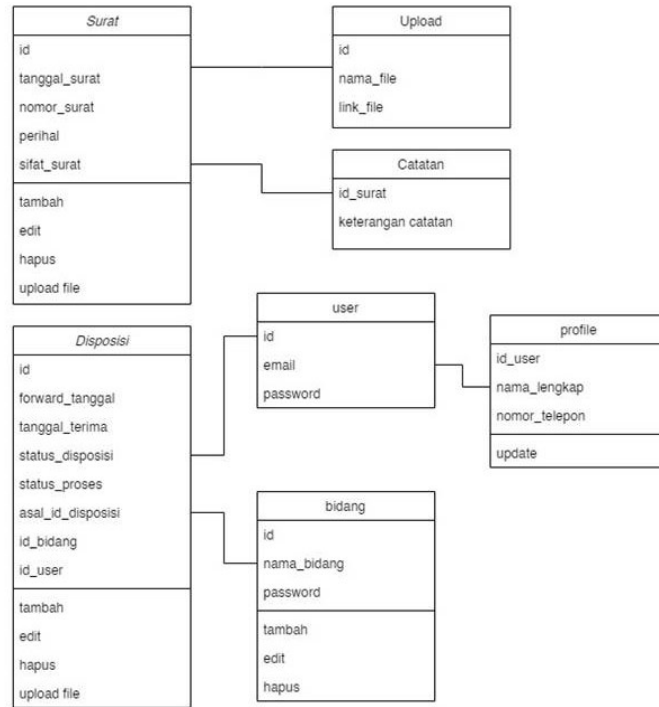 Surat
id
tanggal_surat
nomor_surat
perihal
sifat_surat
tambah
edit
hapus
upload file
Upload
id
nama_file
link_file
Catatan
id_surat
keterangan catatan
Disposisi
id
forward_tanggal
tanggal_terima
status_disposisi
status_proses
asal_id_disposisi
id_bidang
id_user
tambah
edit
hapus
upload file
user
id
email
password
profile
id_user
nama_lengkap
nomor_telepon
update
bidang
id
nama_bidang
password
tambah
edit
hapus